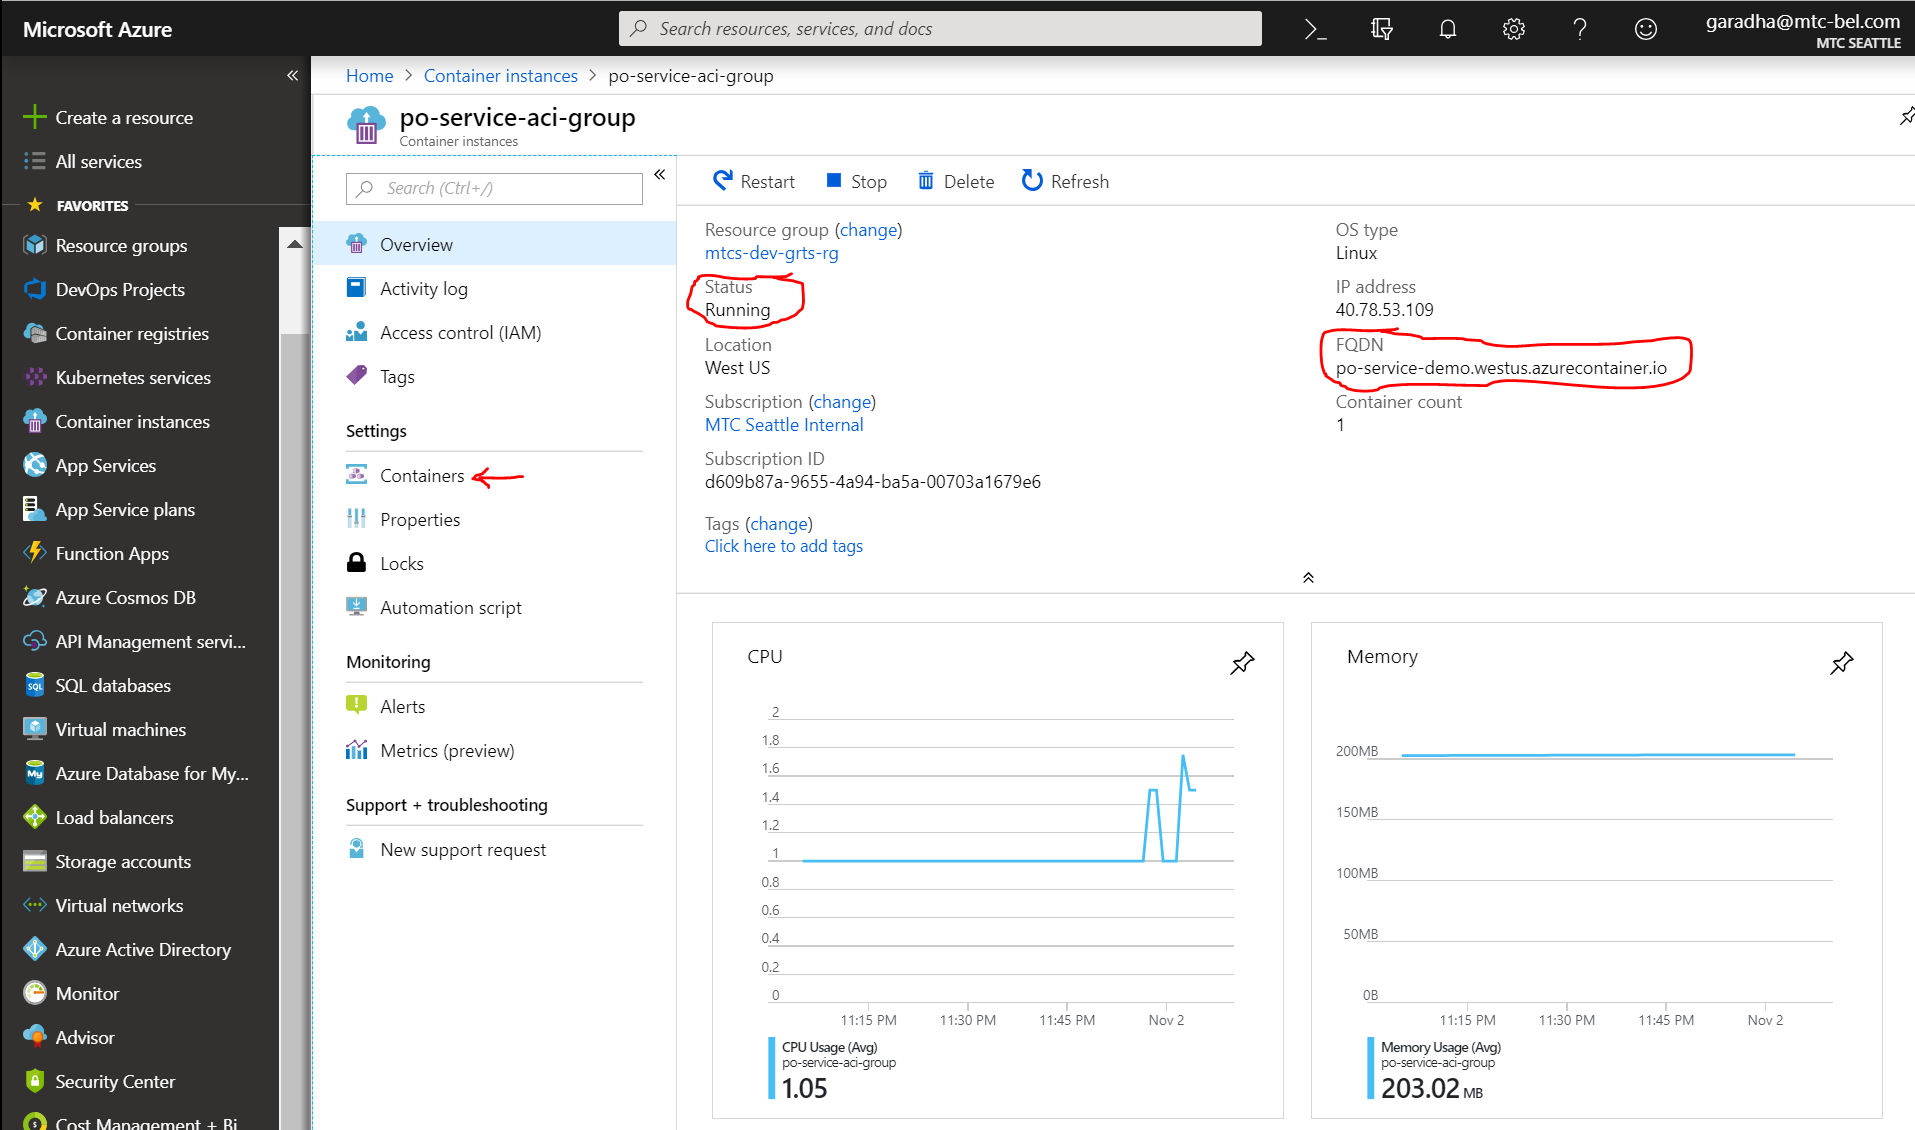 Microsoft Azure
Search resources, services, and docs
garadha@mtc-bel.com
MTC SEATTLE
Create a resource
All services
FAVORITES
Resource groups
DevOps Projects
Container registries
Kubernetes services
Container instances
App Services
App Service plans
Function Apps
Azure Cosmos DB
API Management servi...
SQL databases
Virtual machines
Azure Database for My...
Load balancers
Storage accounts
Virtual networks
Azure Active Directory
Monitor
Advisor
Security Center
Cost Management + Bi
Home > Container instances > po-service-aci-group
po-service-aci-group
Container instances
Search (Ctrl+/)
Overview
Activity log
Access control (IAM)
Tags
Settings
Containers
Properties
Locks
Automation script
Monitoring
Alerts
Metrics (preview)
Support + troubleshooting
New support request
Restart
Stop
Delete
Refresh
Resource group (change)
mtcs-dev-grts-rg
Status
Running
Location
West US
Subscription (change)
MTC Seattle Internal
Subscription ID
d609b87a-9655-4a94-ba5a-00703a1679e6
Tags (change)
Click here to add tags
OS type
Linux
IP address
40.78.53.109
FQDN
po-service-demo.westus.azurecontainer.io
Container count
1
CPU
2
1.8
1.6
1.4
1.2
1
0.8
0.6
0.4
0.2
0
11:15 PM 11:30 PM 11:45 PM Nov 2
CPU Usage (Avg)
po-service-aci-group
1.05
Memory
200MB
150MB
100MB
50MB
0B
11:15 PM 11:30 PM 11:45 PM Nov 2
Memory Usage (Avg)
po-service-aci-group
203.02 MB